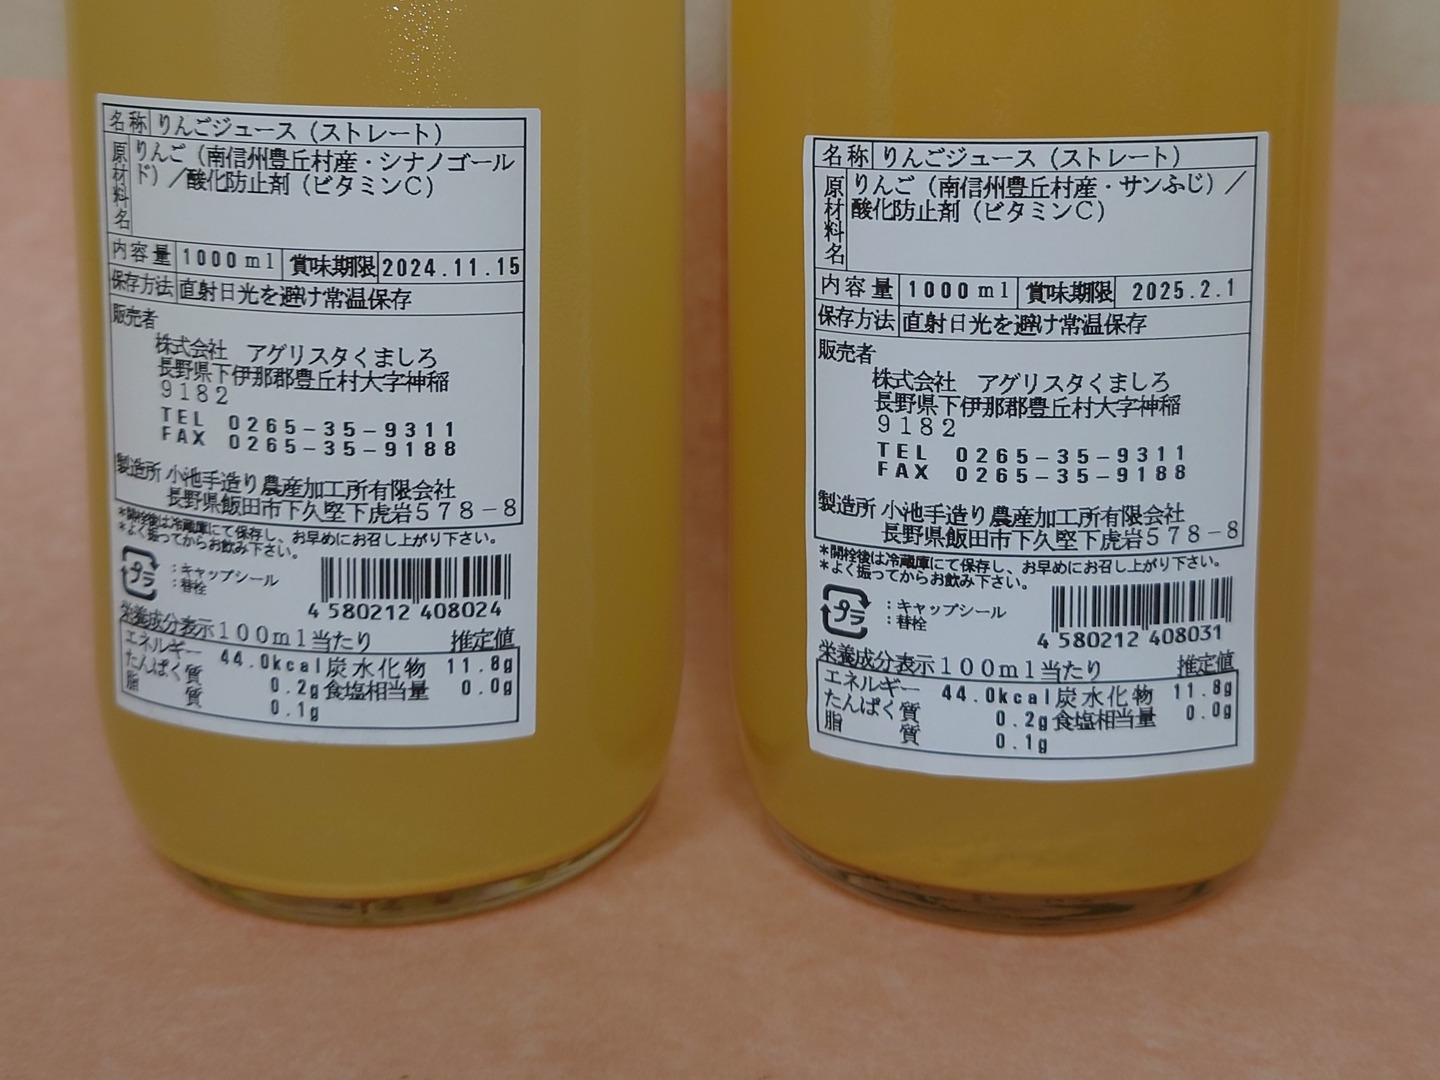 名称 りんごジュース（ストレート）
原材料名 りんご（南信州豊丘村産・シナノゴール
ド）／酸化防止剤（ビタミンC）
内容量 1000ml 賞味期限 2024.11.15
保存方法 直射日光を避け常温保存
販売者
株式会社 アグリスタくましろ
長野県下伊那郡豊丘村大字神稲
9182
TEL 0265-35-9311
FAX 0265-35-9188
製造所 小池手造り農産加工所有限会社
長野県飯田市下久堅下虎岩578-8
*開栓後は冷蔵庫にて保存し、お早めにお召し上がり下さい。
*よく振ってからお飲み下さい。
プラ ：キャップシール
：替栓
4 580212 408024
栄養成分表示100ml当たり 推定値
エネルギー 44.0kcal 炭水化物 11.8g
たんぱく質 0.2g 食塩相当量 0.0g
脂質 0.1g
名称 りんごジュース（ストレート）
原材料名 りんご（南信州豊丘村産・サンふじ）／
酸化防止剤（ビタミンC）
内容量 1000ml 賞味期限 2025.2.1
保存方法 直射日光を避け常温保存
販売者
株式会社 アグリスタくましろ
長野県下伊那郡豊丘村大字神稲
9182
TEL 0265-35-9311
FAX 0265-35-9188
製造所 小池手造り農産加工所有限会社
長野県飯田市下久堅下虎岩578-8
*開栓後は冷蔵庫にて保存し、お早めにお召し上がり下さい。
*よく振ってからお飲み下さい。
プラ ：キャップシール
：替栓
4 580212 408031
栄養成分表示100ml当たり 推定値
エネルギー 44.0kcal 炭水化物 11.8g
たんぱく質 0.2g 食塩相当量 0.0g
脂質 0.1g